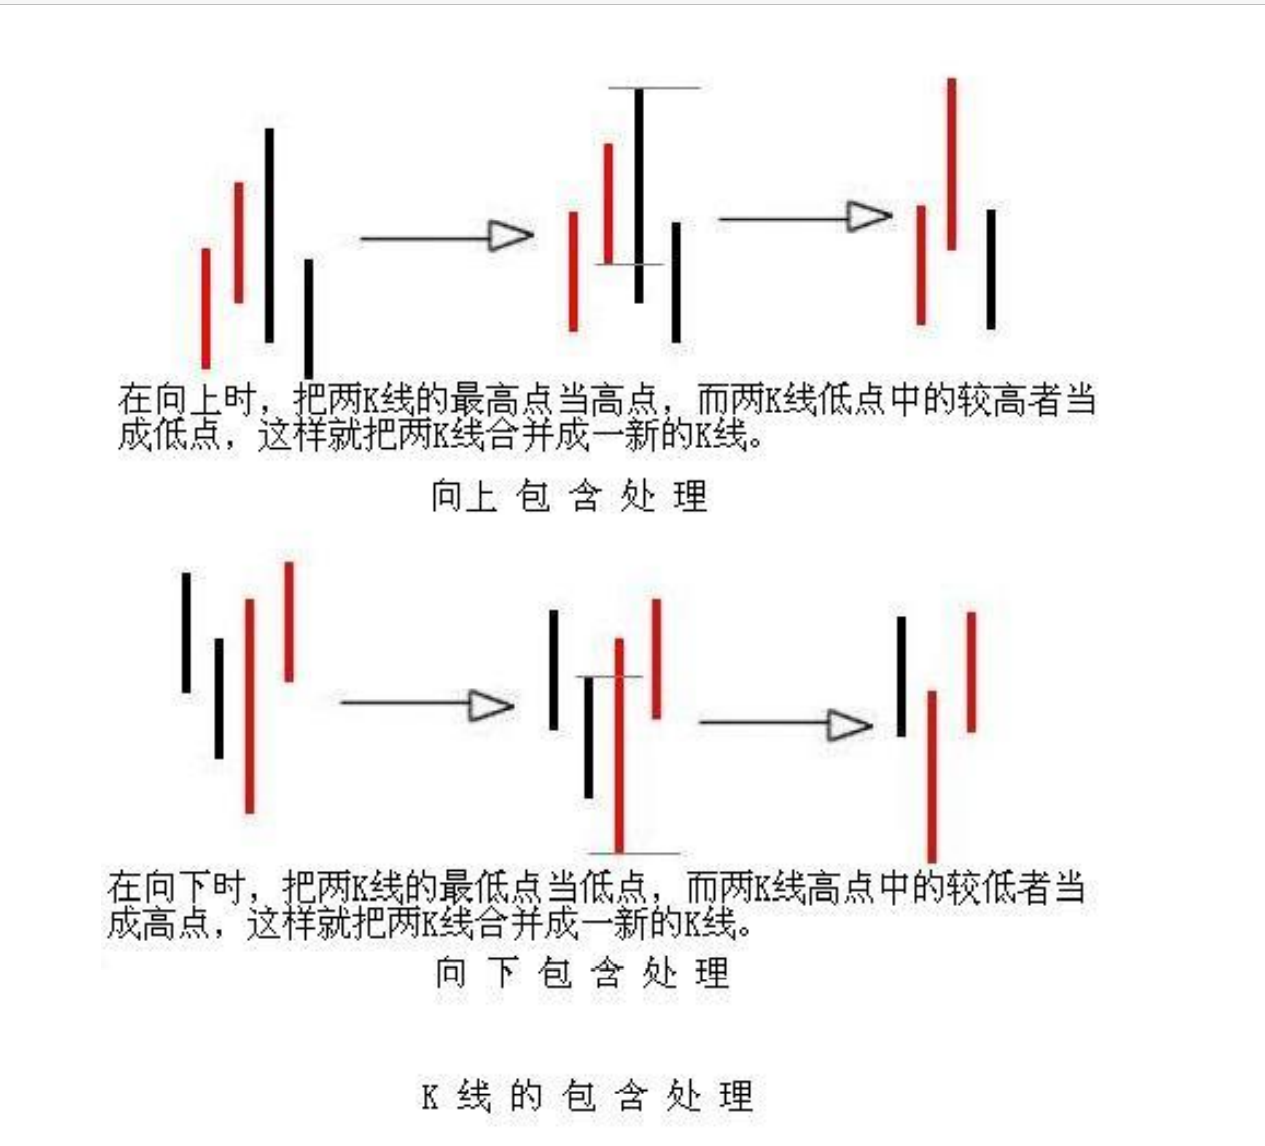 在向上时，把两K线的最高点当高点，而两K线低点中的较高者当
成低点，这样就把两K线合并成一新的K线。
向上 包 含 处 理
在向下时，把两K线的最低点当低点，而两K线高点中的较低者当
成高点，这样就把两K线合并成一新的K线。
向 下 包 含 处 理
K 线 的 包 含 处 理